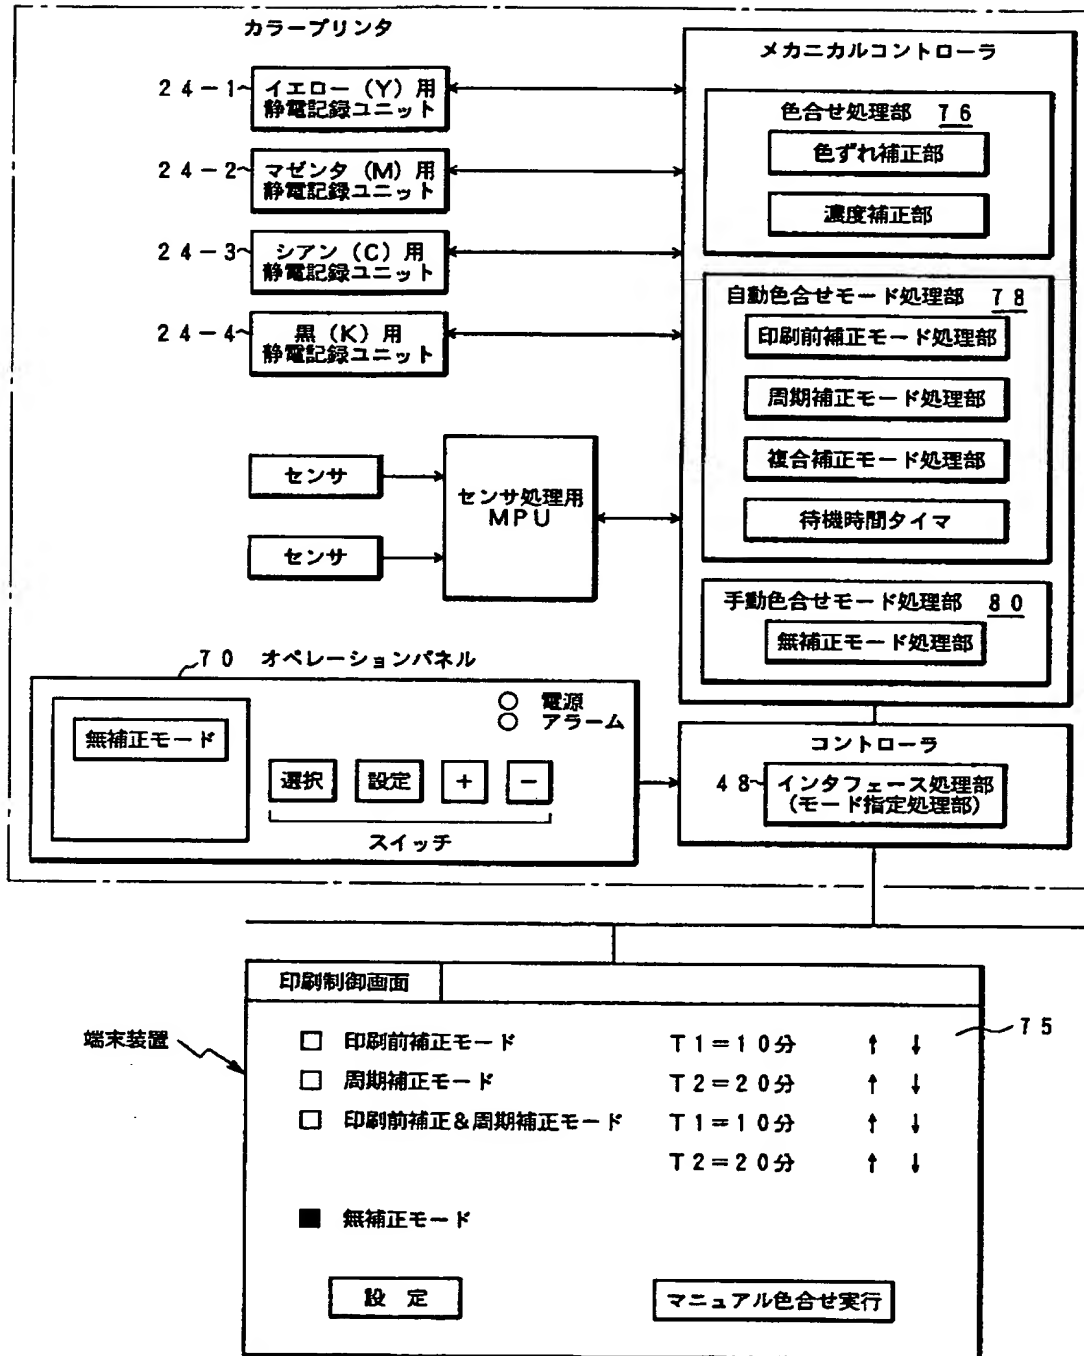 カラープリンタ
メカニカルコントローラ
24-1 イエロー(Y)用
静電記録ユニット
24-2 マゼンタ(M)用
静電記録ユニット
24-3 シアン(C)用
静電記録ユニット
24-4 黒(K)用
静電記録ユニット
色合せ処理部 76
色ずれ補正部
濃度補正部
自動色合せモード処理部 78
印刷前補正モード処理部
周期補正モード処理部
複合補正モード処理部
待機時間タイマ
センサ
センサ
センサ処理用
MPU
手動色合せモード処理部 80
無補正モード処理部
70 オペレーションパネル
無補正モード
電源
アラーム
選択 設定 + −
スイッチ
コントローラ
48 インタフェース処理部
(モード指定処理部)
印刷制御画面
端末装置
75
印刷前補正モード T1=10分 ↑ ↓
周期補正モード T2=20分 ↑ ↓
印刷前補正&周期補正モード T1=10分 ↑ ↓
T2=20分 ↑ ↓
無補正モード
設 定
マニュアル色合せ実行